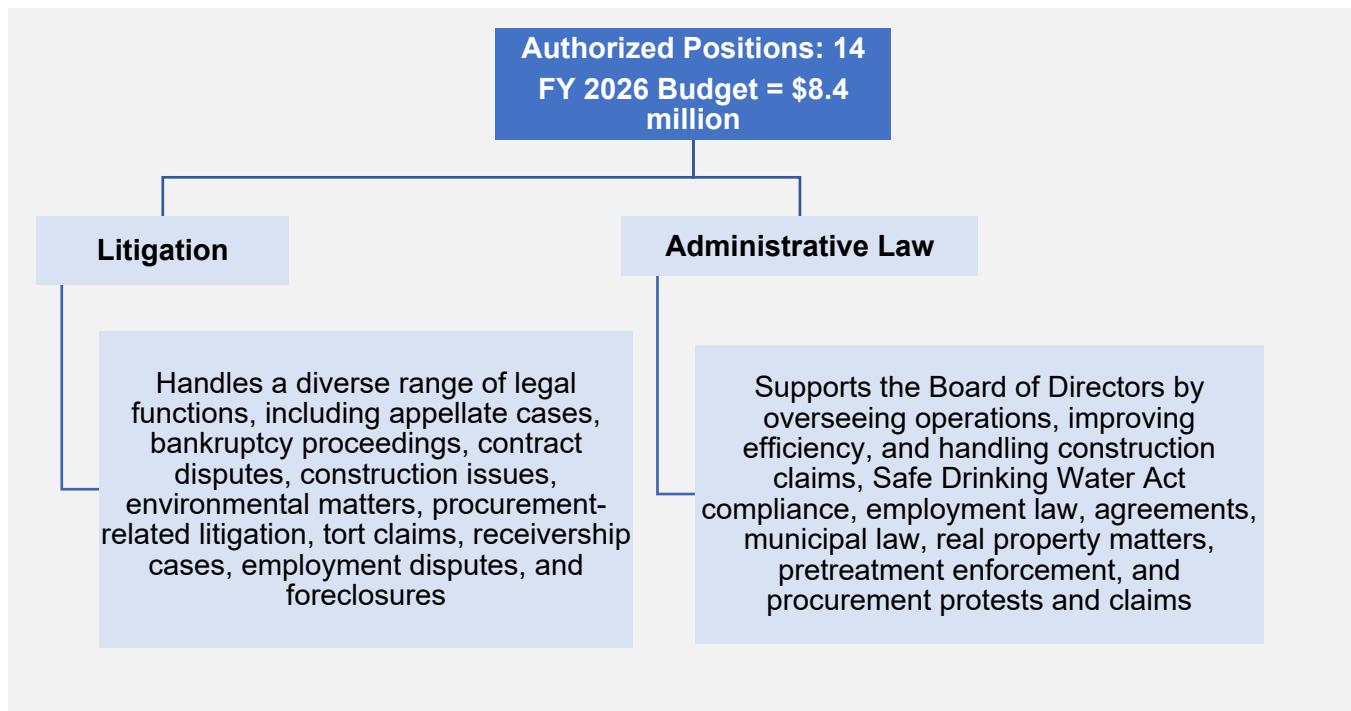 Authorized Positions: 14
FY 2026 Budget = $8.4
million
Litigation
Administrative Law
Handles a diverse range of legal
functions, including appellate cases,
bankruptcy proceedings, contract
disputes, construction issues,
environmental matters, procurement-
related litigation, tort claims, receivership
cases, employment disputes, and
foreclosures
Supports the Board of Directors by
overseeing operations, improving
efficiency, and handling construction
claims, Safe Drinking Water Act
compliance, employment law, agreements,
municipal law, real property matters,
pretreatment enforcement, and
procurement protests and claims